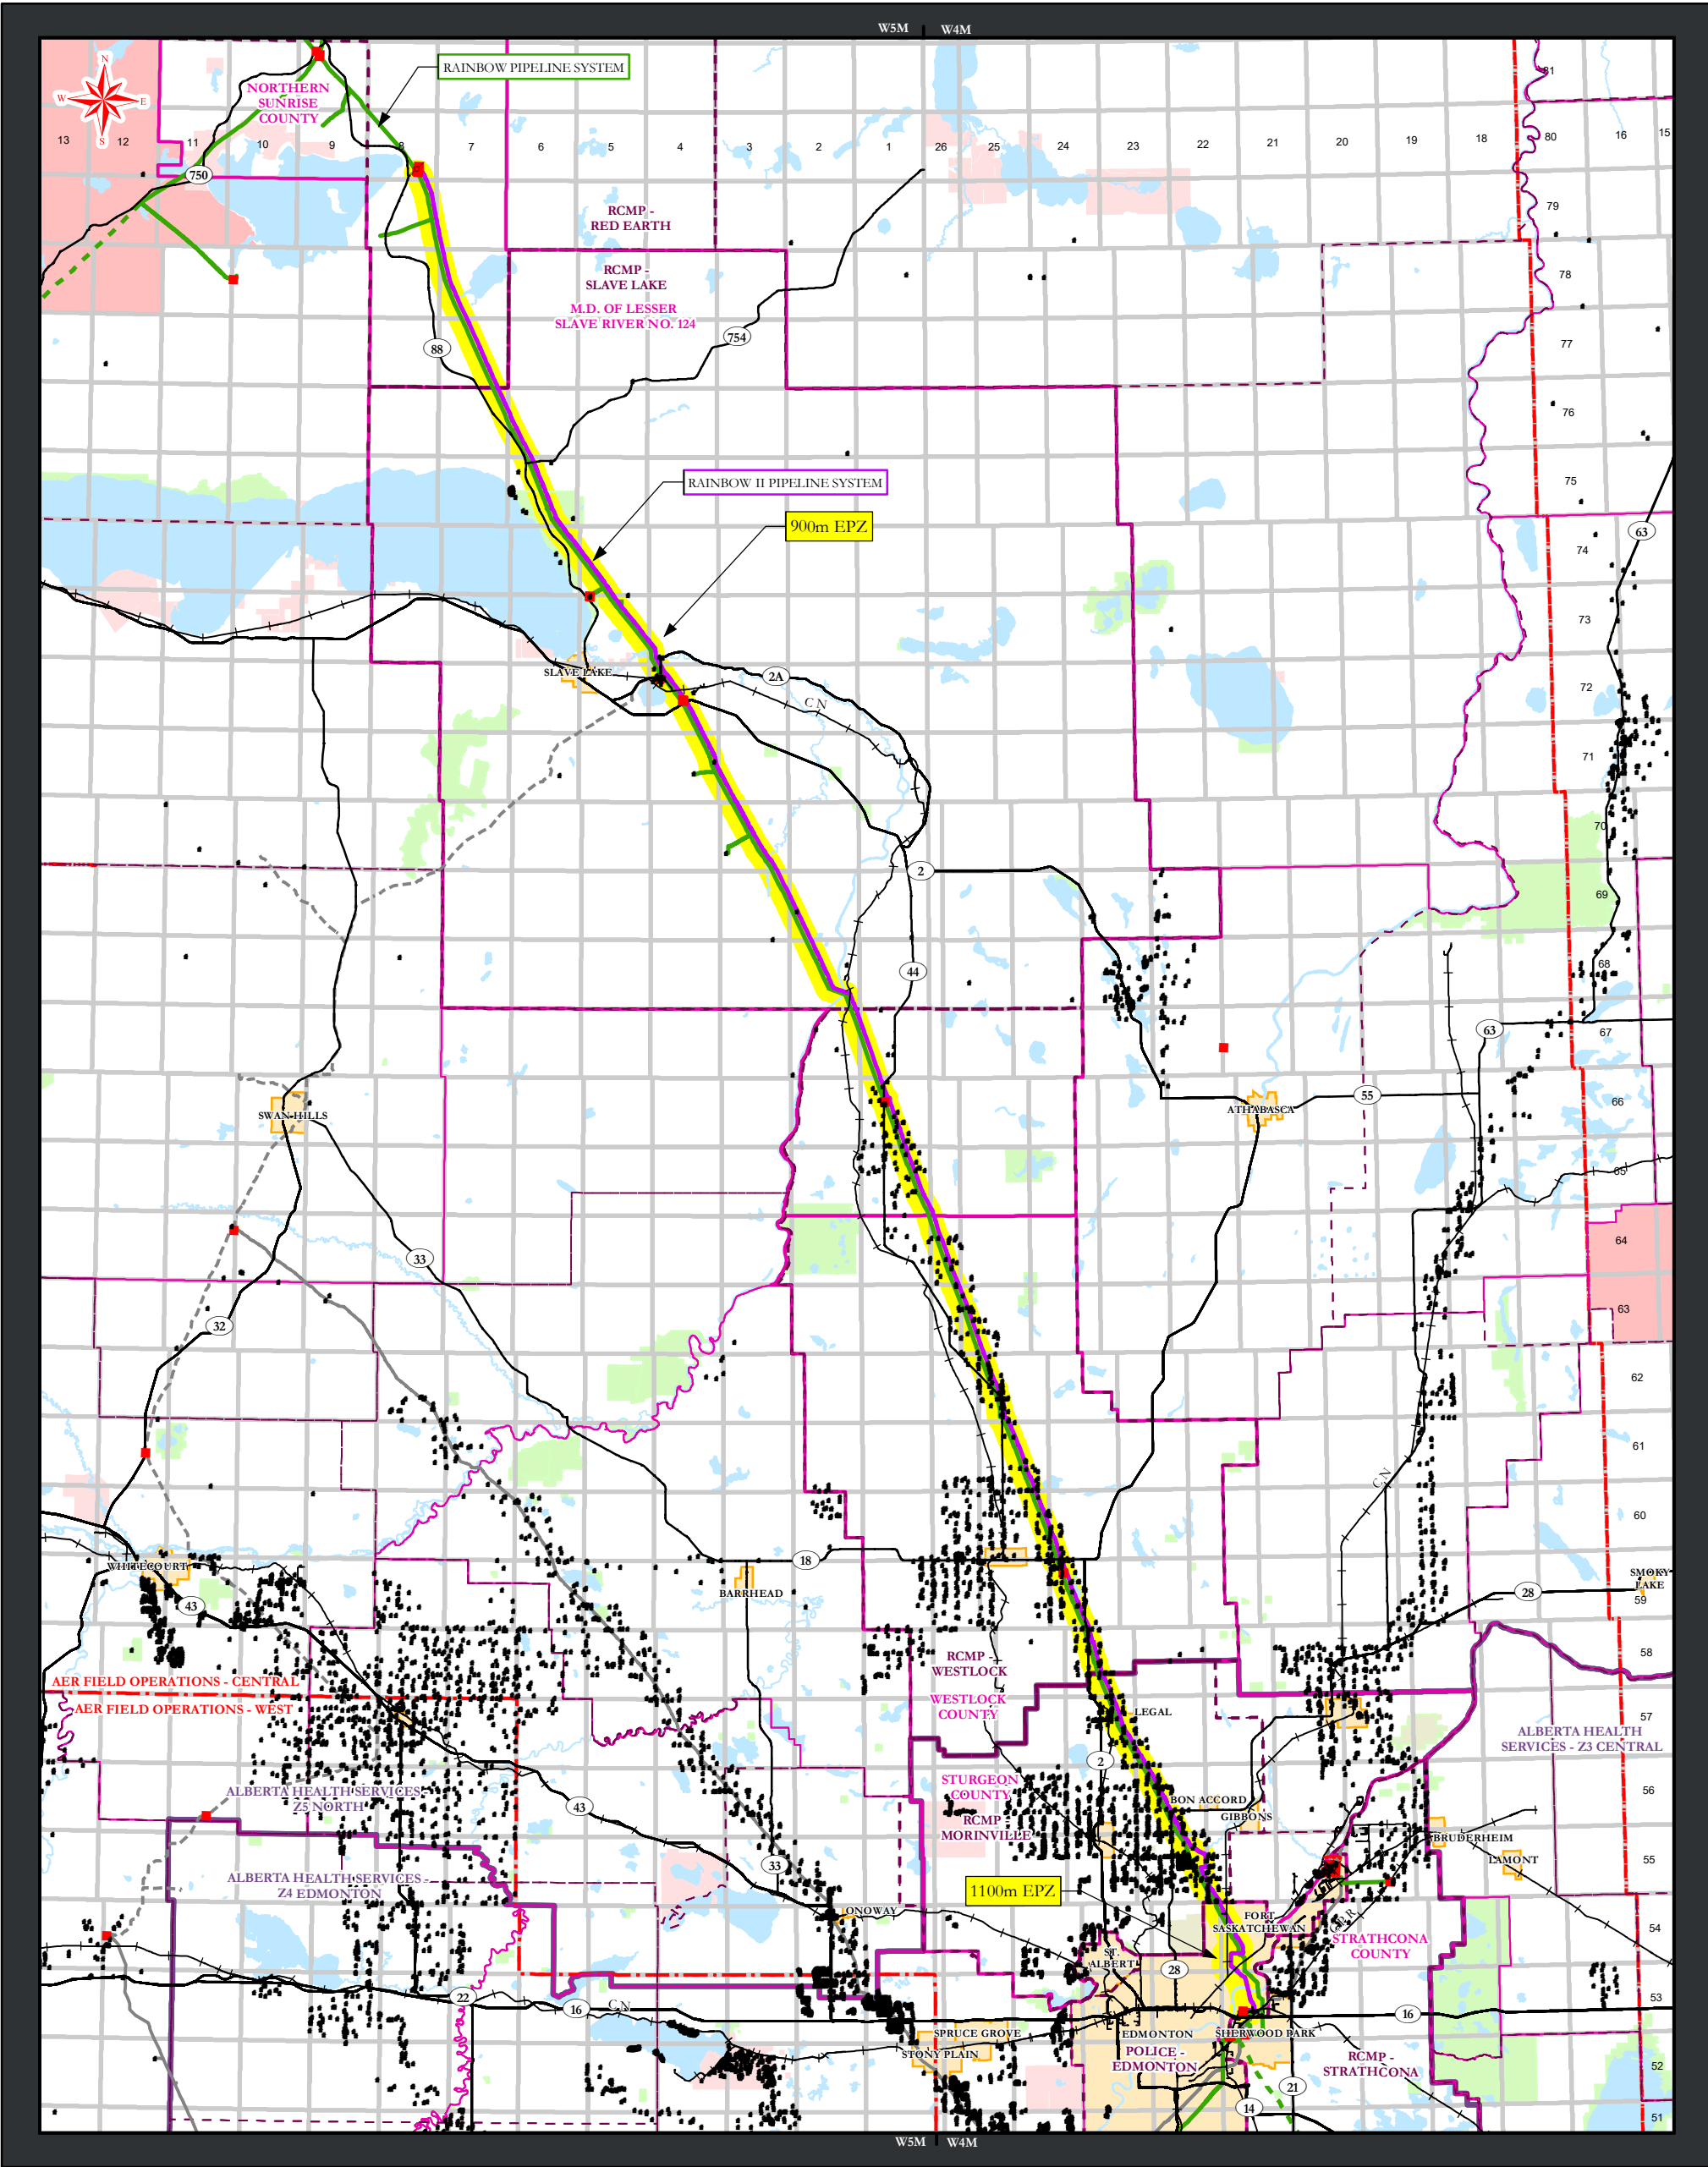 W5M W4M
RAINBOW PIPELINE SYSTEM
N
W E
S
NORTHERN
SUNRISE
COUNTY
81
13 12 11 10 9 8 7 6 5 4 3 2 1 26 25 24 23 22 21 20 19 18 80 16 15
750
79
RCMP -
RED EARTH
RCMP -
SLAVE LAKE
78
M.D. OF LESSER
SLAVE RIVER NO. 124
754
88
77
76
RAINBOW II PIPELINE SYSTEM
75
900m EPZ
63
74
73
SLAVE LAKE
2A
72
CN
71
70
2
69
44
68
63
67
55
66
SWAN HILLS
ATHABASCA
65
64
33
63
32
62
61
CN
60
18
WHITECOURT
BARRHEAD
SMOKY
LAKE
28
59
43
58
RCMP -
WESTLOCK
AER FIELD OPERATIONS - CENTRAL
AER FIELD OPERATIONS - WEST
WESTLOCK
COUNTY
LEGAL
57
ALBERTA HEALTH
SERVICES - Z3 CENTRAL
2
STURGEON
COUNTY
56
ALBERTA HEALTH SERVICES -
Z5 NORTH
43
BON ACCORD
GIBBONS
RCMP -
MORINVILLE
BRUDERHEIM
33
LAMONT
55
ALBERTA HEALTH SERVICES -
Z4 EDMONTON
1100m EPZ
ONOWAY
FORT
SASKATCHEWAN
CPR
54
STRATHCONA
COUNTY
ST.
ALBERT
28
22
16
CN
53
16
SPRUCE GROVE
EDMONTON
SHERWOOD PARK
STONY PLAIN
POLICE -
EDMONTON
RCMP -
STRATHCONA
52
21
14
51
W5M W4M